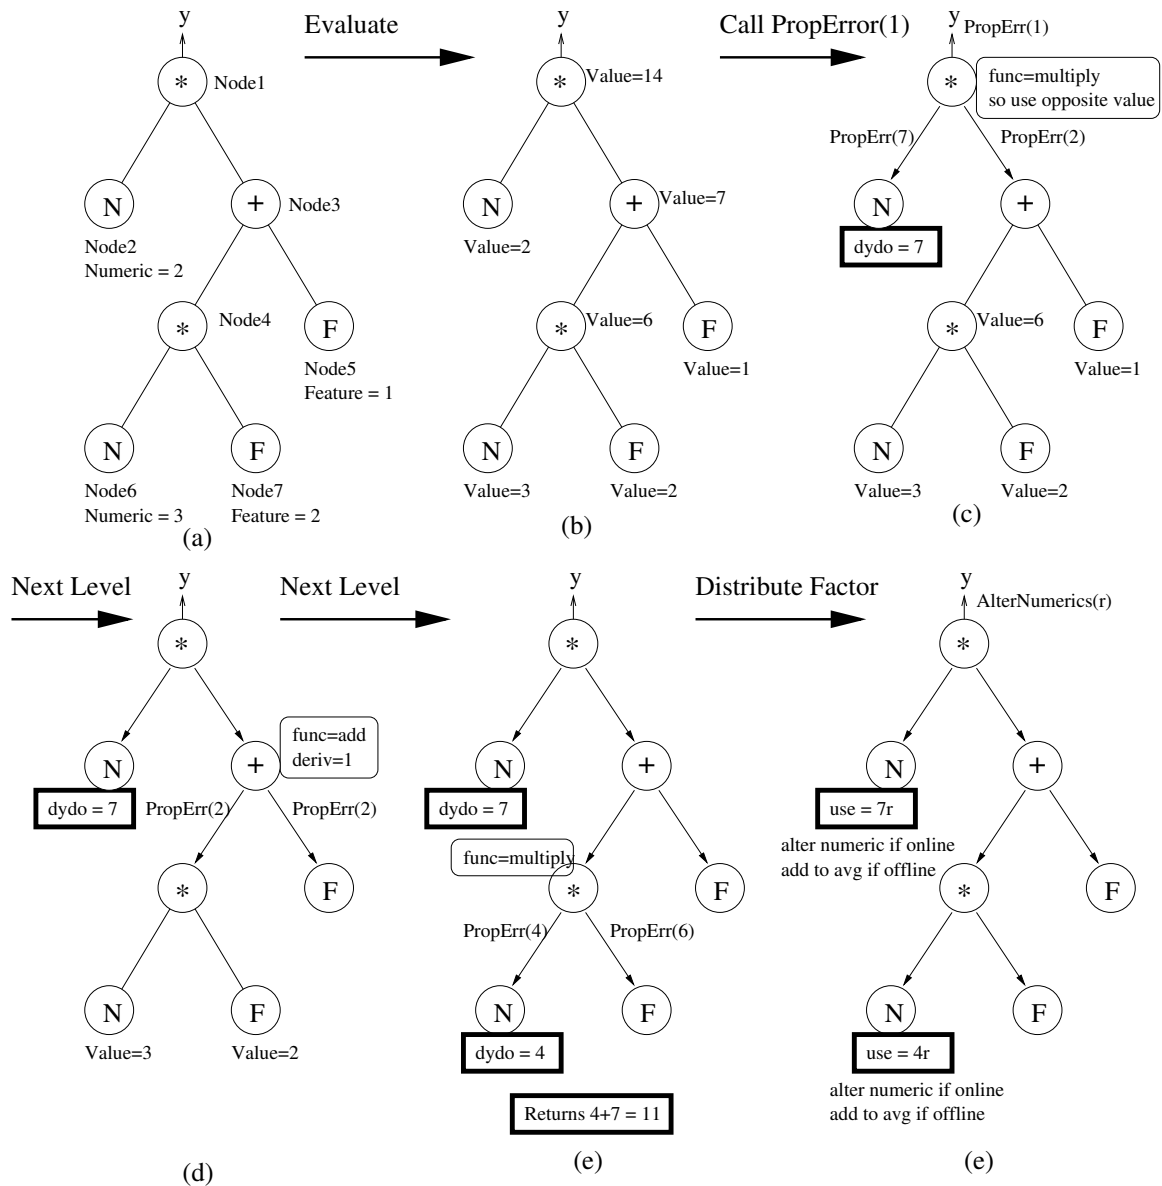 y
Evaluate
*
Node1
N
+
Node3
Node2
Numeric = 2
*
Node4
F
Node5
Feature = 1
N
F
Node6
Numeric = 3
Node7
Feature = 2
(a)
y
Call PropError(1)
*
Value=14
N
+
Value=7
Value=2
*
Value=6
F
Value=1
N
F
Value=3
Value=2
(b)
y
PropErr(1)
*
func=multiply
so use opposite value
PropErr(7)
PropErr(2)
N
+
dydo = 7
*
Value=6
F
Value=1
N
F
Value=3
Value=2
(c)
Next Level
y
*
N
+
func=add
deriv=1
dydo = 7
PropErr(2)
PropErr(2)
*
F
N
F
Value=3
Value=2
(d)
Next Level
y
*
N
+
dydo = 7
func=multiply
*
F
PropErr(4)
PropErr(6)
N
F
dydo = 4
Returns 4+7 = 11
(e)
Distribute Factor
y
AlterNumerics(r)
*
N
+
use = 7r
alter numeric if online
add to avg if offline
*
F
N
F
use = 4r
alter numeric if online
add to avg if offline
(e)